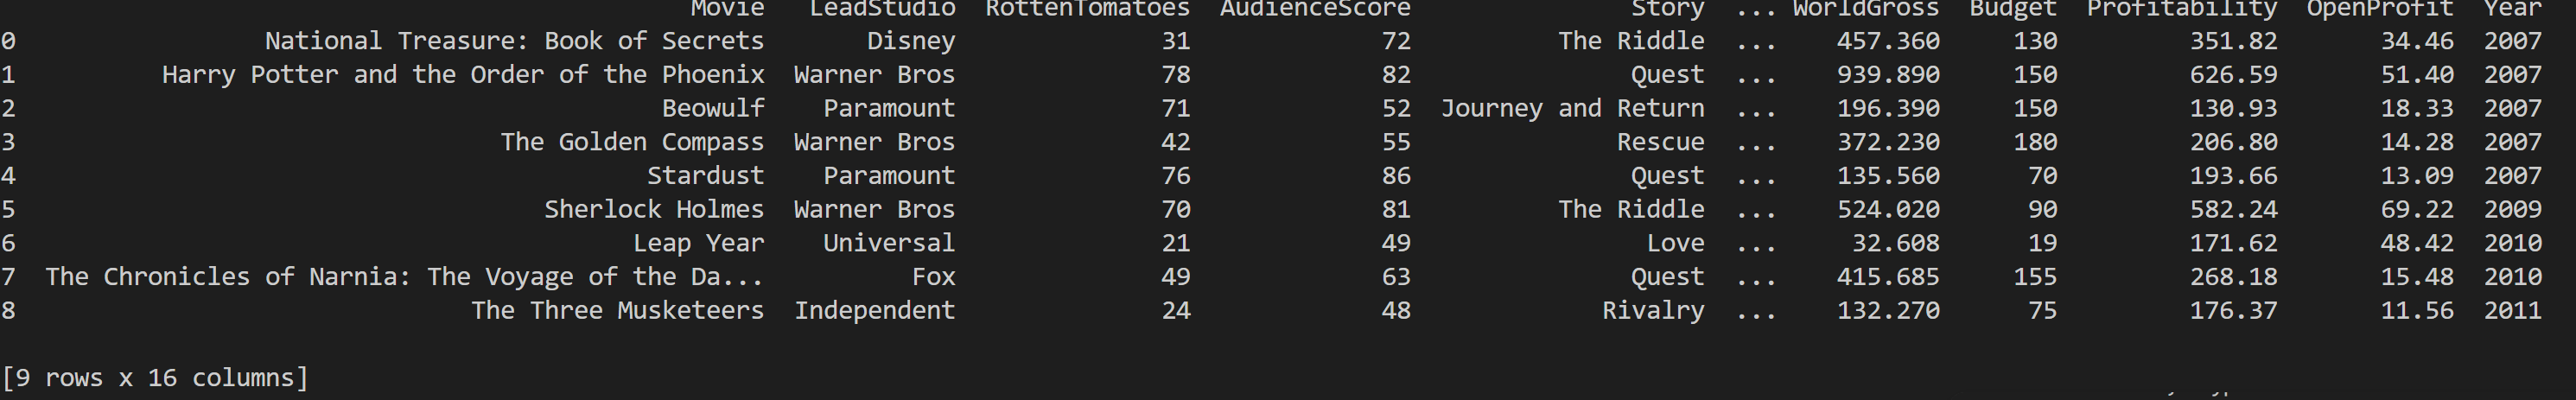 Movie LeadStudio RottenTomatoes AudienceScore Story ... WorldGross Budget Profitability OpenProfit Year
0 National Treasure: Book of Secrets Disney 31 72 The Riddle ... 457.360 130 351.82 34.46 2007
1 Harry Potter and the Order of the Phoenix Warner Bros 78 82 Quest ... 939.890 150 626.59 51.40 2007
2 Beowulf Paramount 71 52 Journey and Return ... 196.390 150 130.93 18.33 2007
3 The Golden Compass Warner Bros 42 55 Rescue ... 372.230 180 206.80 14.28 2007
4 Stardust Paramount 76 86 Quest ... 135.560 70 193.66 13.09 2007
5 Sherlock Holmes Warner Bros 70 81 The Riddle ... 524.020 90 582.24 69.22 2009
6 Leap Year Universal 21 49 Love ... 32.608 19 171.62 48.42 2010
7 The Chronicles of Narnia: The Voyage of the Da... Fox 49 63 Quest ... 415.685 155 268.18 15.48 2010
8 The Three Musketeers Independent 24 48 Rivalry ... 132.270 75 176.37 11.56 2011
[9 rows x 16 columns]